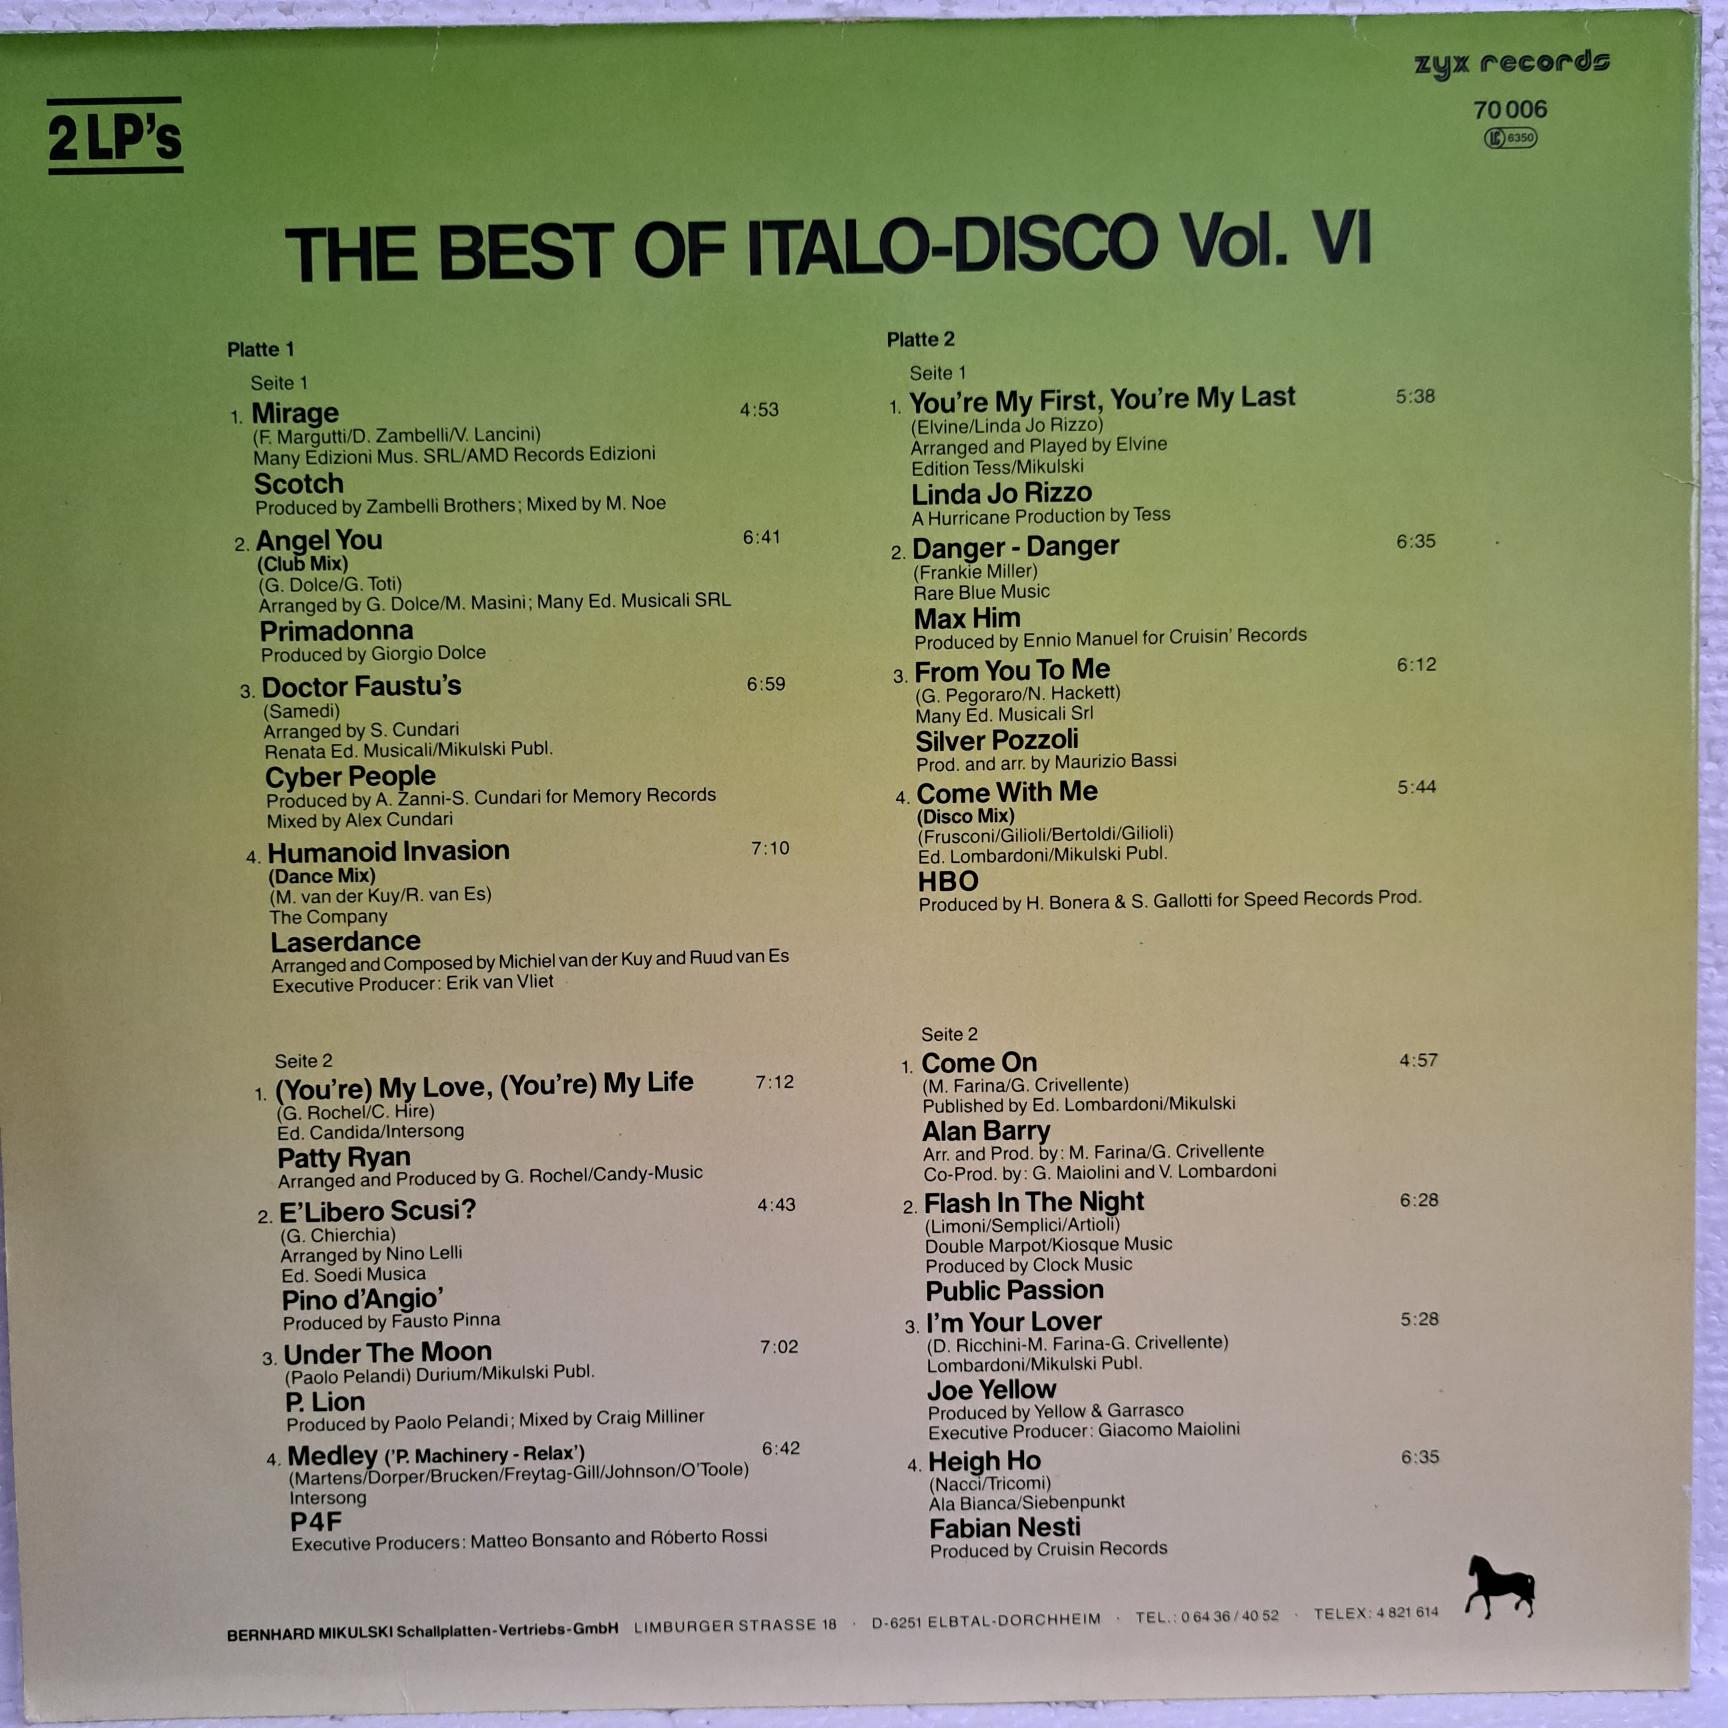 zyx records
2 LP's
70 006
LC 6350
THE BEST OF ITALO-DISCO Vol. VI
Platte 1
Seite 1
1. Mirage 4:53
(F. Margutti/D. Zambelli/V. Lancini)
Many Edizioni Mus. SRL/AMD Records Edizioni
Scotch
Produced by Zambelli Brothers; Mixed by M. Noe
2. Angel You 6:41
(Club Mix)
(G. Dolce/G. Toti)
Arranged by G. Dolce/M. Masini; Many Ed. Musicali SRL
Primadonna
Produced by Giorgio Dolce
3. Doctor Faustu's 6:59
(Samedi)
Arranged by S. Cundari
Renata Ed. Musicali/Mikulski Publ.
Cyber People
Produced by A. Zanni-S. Cundari for Memory Records
Mixed by Alex Cundari
4. Humanoid Invasion 7:10
(Dance Mix)
(M. van der Kuy/R. van Es)
The Company
Laserdance
Arranged and Composed by Michiel van der Kuy and Ruud van Es
Executive Producer: Erik van Vliet
Seite 2
1. (You're) My Love, (You're) My Life 7:12
(G. Rochel/C. Hire)
Ed. Candida/Intersong
Patty Ryan
Arranged and Produced by G. Rochel/Candy-Music
2. E'Libero Scusi? 4:43
(G. Chierchia)
Arranged by Nino Lelli
Ed. Soedi Musica
Pino d'Angio'
Produced by Fausto Pinna
3. Under The Moon 7:02
(Paolo Pelandi) Durium/Mikulski Publ.
P. Lion
Produced by Paolo Pelandi; Mixed by Craig Milliner
4. Medley ('P. Machinery - Relax') 6:42
(Martens/Dorper/Brucken/Freytag-Gill/Johnson/O'Toole)
Intersong
P4F
Executive Producers: Matteo Bonsanto and Róberto Rossi
Platte 2
Seite 1
1. You're My First, You're My Last 5:38
(Elvine/Linda Jo Rizzo)
Arranged and Played by Elvine
Edition Tess/Mikulski
Linda Jo Rizzo
A Hurricane Production by Tess
2. Danger - Danger 6:35
(Frankie Miller)
Rare Blue Music
Max Him
Produced by Ennio Manuel for Cruisin' Records
3. From You To Me 6:12
(G. Pegoraro/N. Hackett)
Many Ed. Musicali Srl
Silver Pozzoli
Prod. and arr. by Maurizio Bassi
4. Come With Me 5:44
(Disco Mix)
(Frusconi/Gilioli/Bertoldi/Gilioli)
Ed. Lombardoni/Mikulski Publ.
HBO
Produced by H. Bonera & S. Gallotti for Speed Records Prod.
Seite 2
1. Come On 4:57
(M. Farina/G. Crivellente)
Published by Ed. Lombardoni/Mikulski
Alan Barry
Arr. and Prod. by: M. Farina/G. Crivellente
Co-Prod. by: G. Maiolini and V. Lombardoni
2. Flash In The Night 6:28
(Limoni/Semplici/Artioli)
Double Marpot/Kiosque Music
Produced by Clock Music
Public Passion
3. I'm Your Lover 5:28
(D. Ricchini-M. Farina-G. Crivellente)
Lombardoni/Mikulski Publ.
Joe Yellow
Produced by Yellow & Garrasco
Executive Producer: Giacomo Maiolini
4. Heigh Ho 6:35
(Nacci/Tricomi)
Ala Bianca/Siebenpunkt
Fabian Nesti
Produced by Cruisin Records
BERNHARD MIKULSKI Schallplatten-Vertriebs-GmbH LIMBURGER STRASSE 18 · D-6251 ELBTAL-DORCHHEIM · TEL.: 0 64 36 / 40 52 · TELEX: 4 821 614